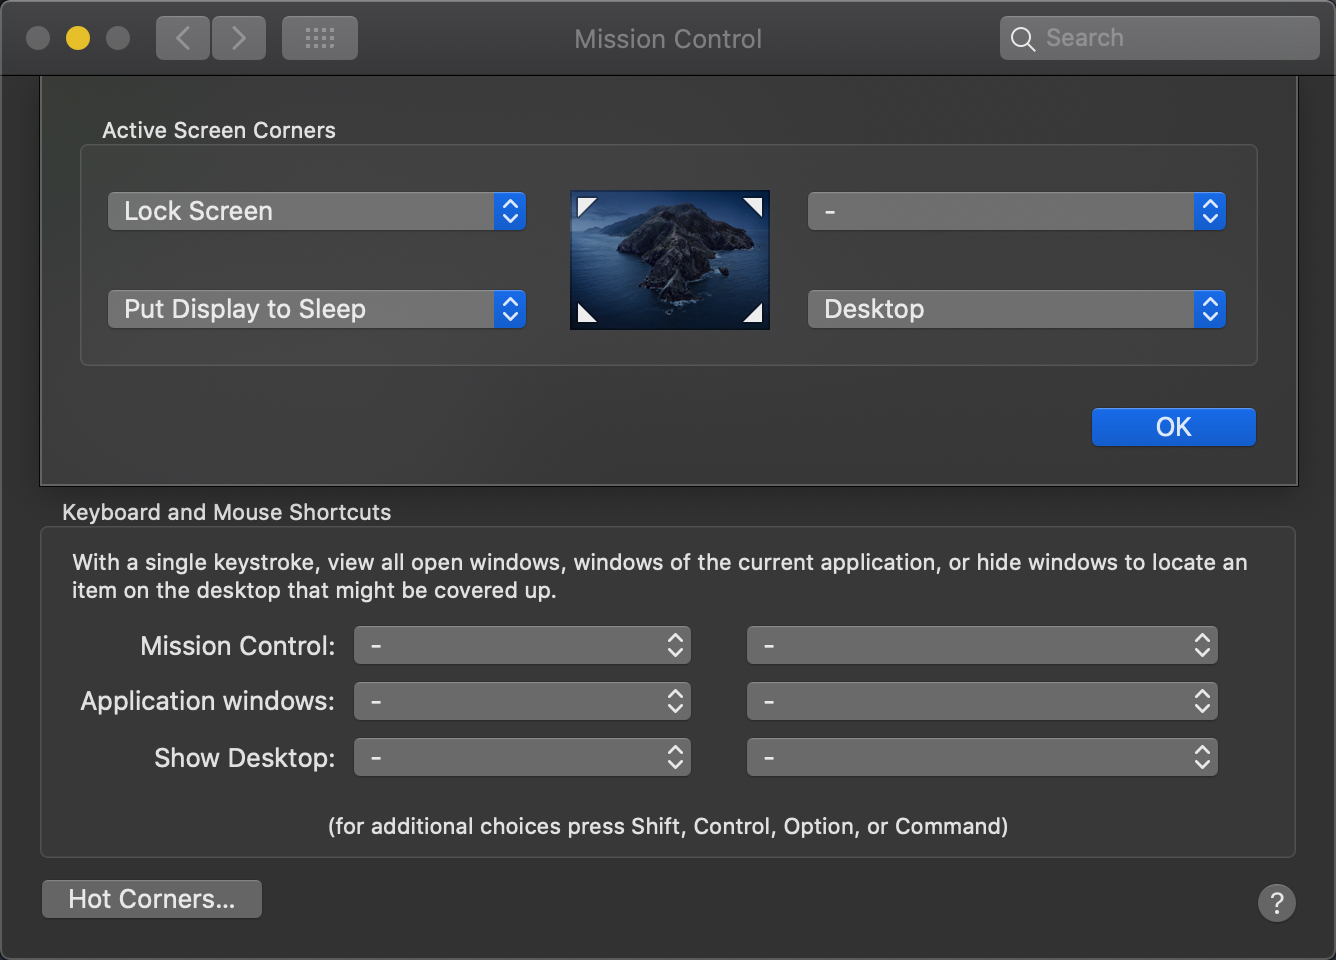 Mission Control
Search
Active Screen Corners
Lock Screen
-
Put Display to Sleep
Desktop
OK
Keyboard and Mouse Shortcuts
With a single keystroke, view all open windows, windows of the current application, or hide windows to locate an
item on the desktop that might be covered up.
Mission Control: - -
Application windows: - -
Show Desktop: - -
(for additional choices press Shift, Control, Option, or Command)
Hot Corners...
?